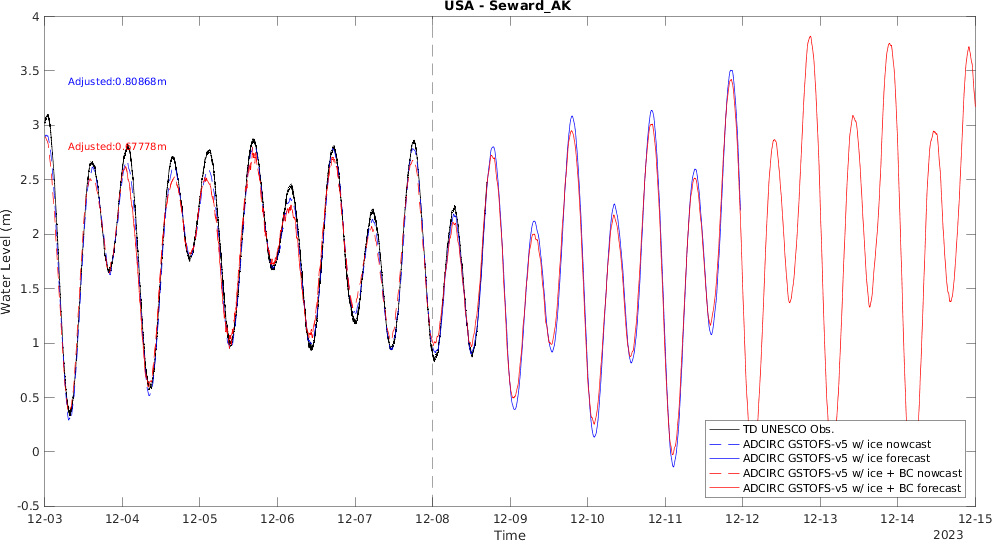 USA - Seward_AK
4
3.5
3
2.5
2
1.5
1
0.5
0
-0.5
Water Level (m)
Adjusted:0.80868m
Adjusted:0.67778m
TD UNESCO Obs.
ADCIRC GSTOFS-v5 w/ ice nowcast
ADCIRC GSTOFS-v5 w/ ice forecast
ADCIRC GSTOFS-v5 w/ ice + BC nowcast
ADCIRC GSTOFS-v5 w/ ice + BC forecast
12-03 12-04 12-05 12-06 12-07 12-08 12-09 12-10 12-11 12-12 12-13 12-14 12-15
Time
2023